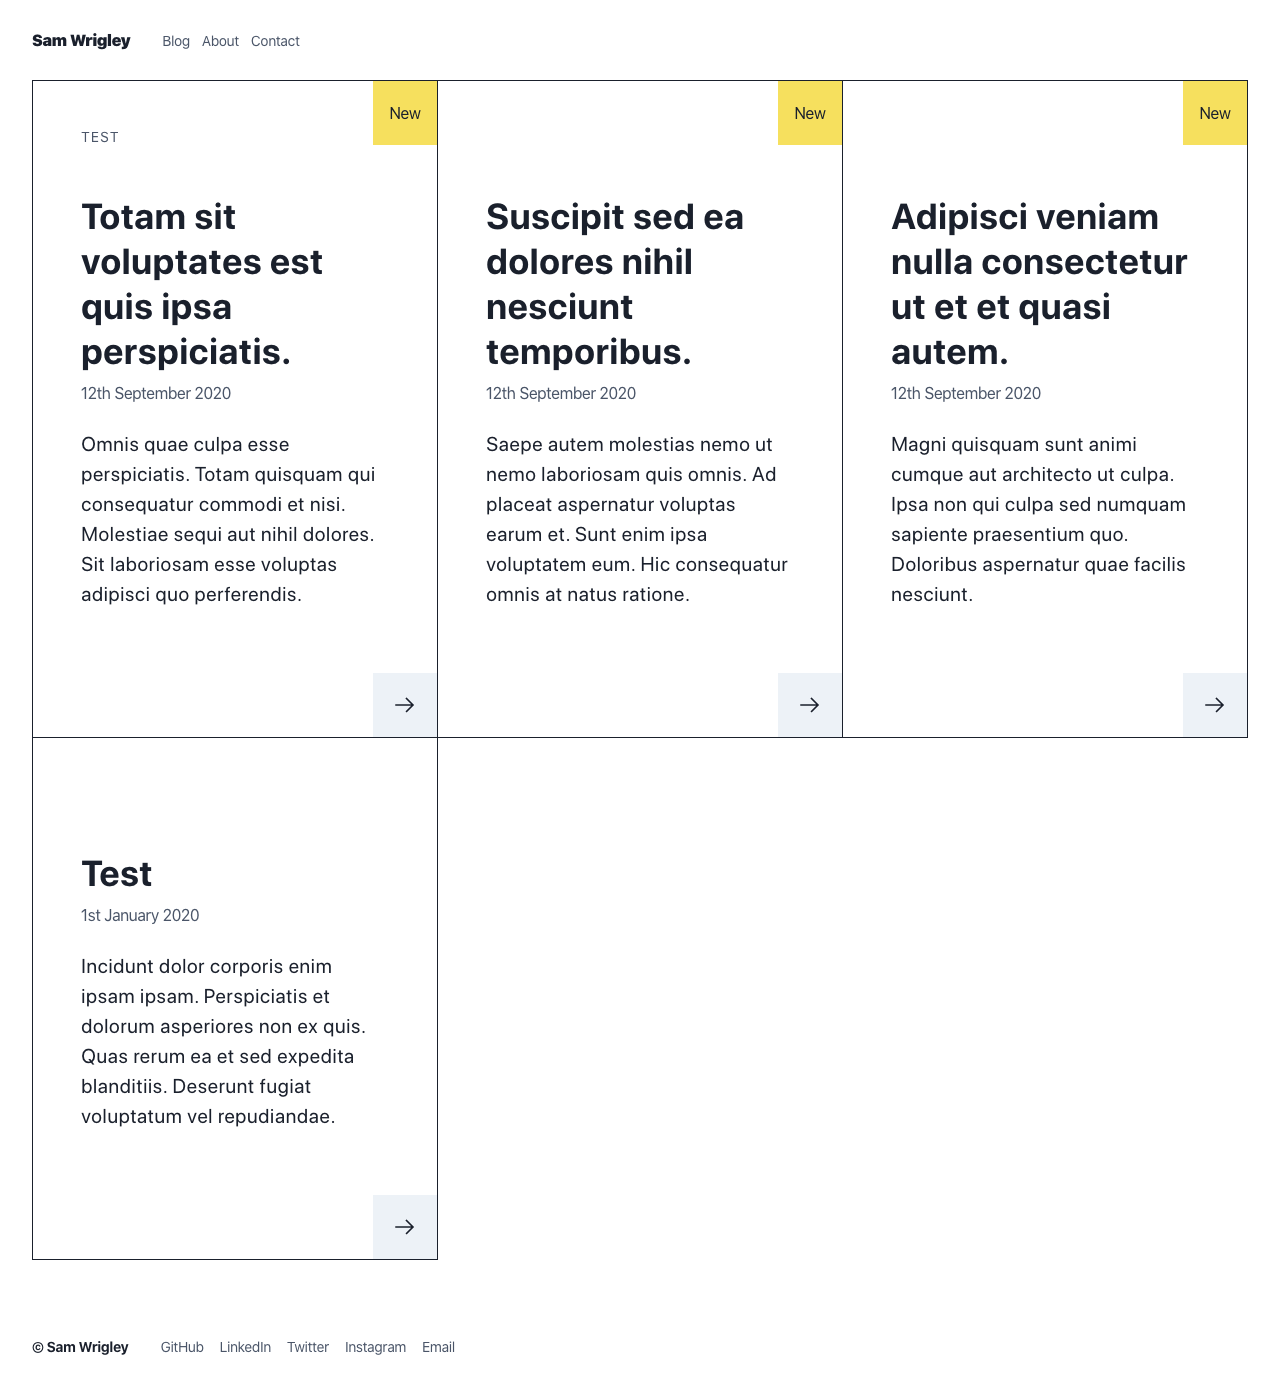 Sam Wrigley Blog About Contact
New
TEST
Totam sit
voluptates est
quis ipsa
perspiciatis.
12th September 2020
Omnis quae culpa esse
perspiciatis. Totam quisquam qui
consequatur commodi et nisi.
Molestiae sequi aut nihil dolores.
Sit laboriosam esse voluptas
adipisci quo perferendis.
New
Suscipit sed ea
dolores nihil
nesciunt
temporibus.
12th September 2020
Saepe autem molestias nemo ut
nemo laboriosam quis omnis. Ad
placeat aspernatur voluptas
earum et. Sunt enim ipsa
voluptatem eum. Hic consequatur
omnis at natus ratione.
New
Adipisci veniam
nulla consectetur
ut et et quasi
autem.
12th September 2020
Magni quisquam sunt animi
cumque aut architecto ut culpa.
Ipsa non qui culpa sed numquam
sapiente praesentium quo.
Doloribus aspernatur quae facilis
nesciunt.
Test
1st January 2020
Incidunt dolor corporis enim
ipsam ipsam. Perspiciatis et
dolorum asperiores non ex quis.
Quas rerum ea et sed expedita
blanditiis. Deserunt fugiat
voluptatum vel repudiandae.
© Sam Wrigley GitHub LinkedIn Twitter Instagram Email